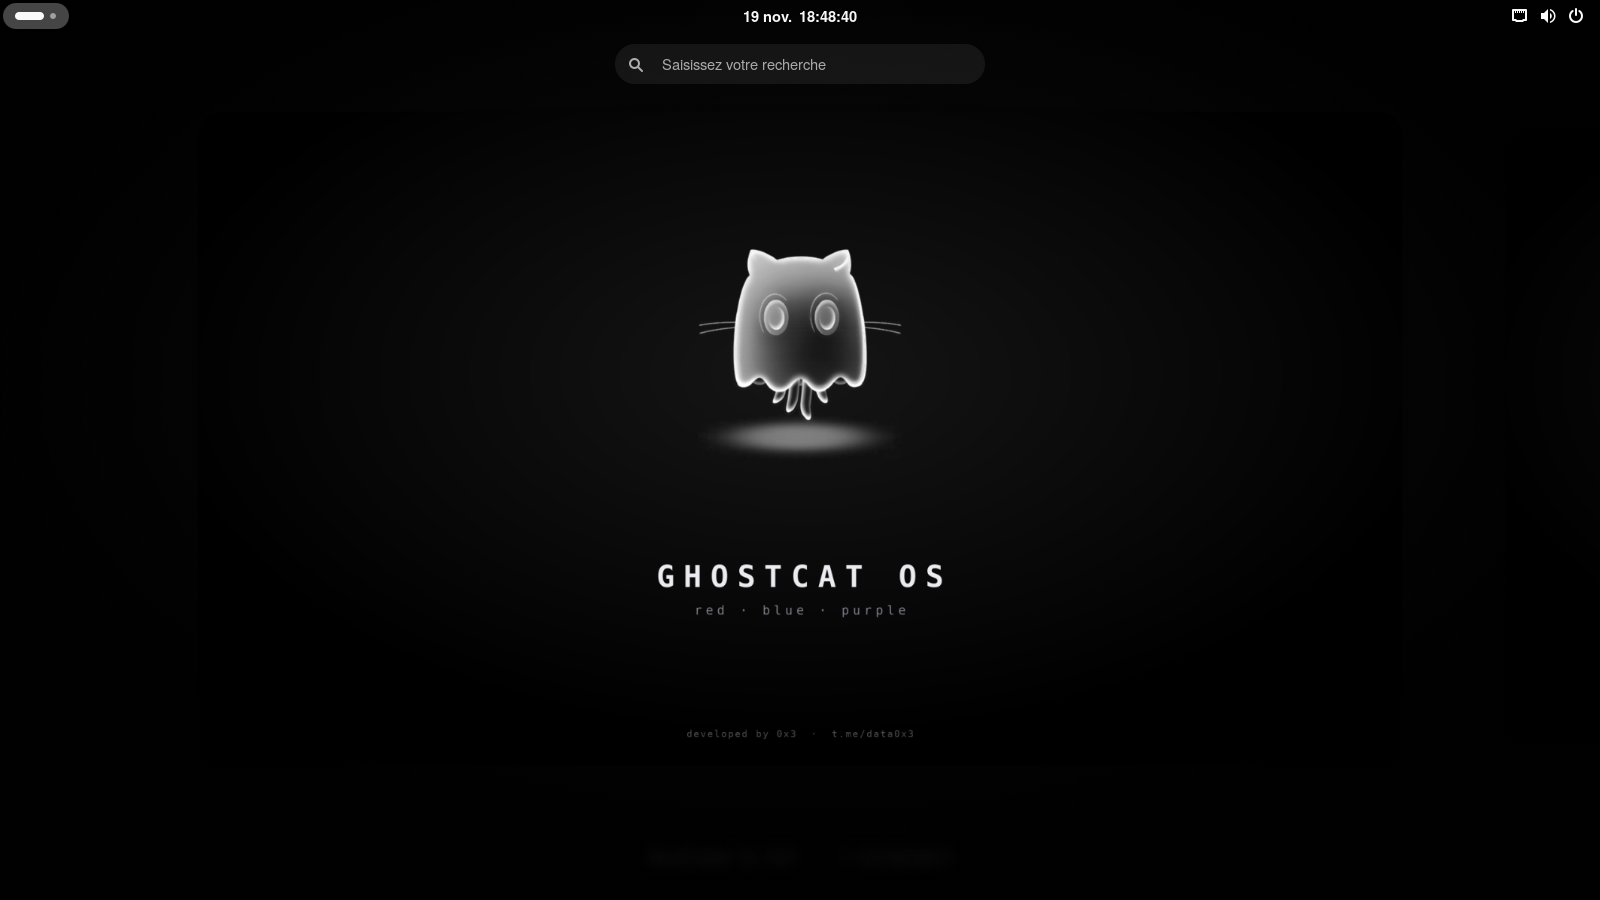 19 nov. 18:48:40
Saisissez votre recherche
GHOSTCAT OS
red · blue · purple
developed by 0x3 · t.me/data0x3